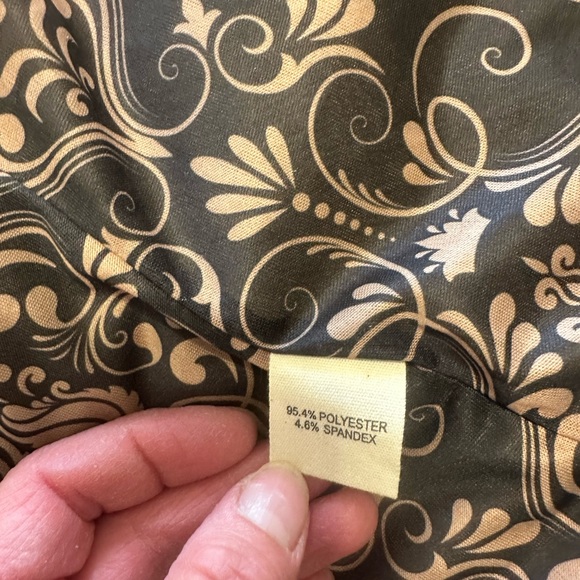 95.4% POLYESTER
4.6% SPANDEX